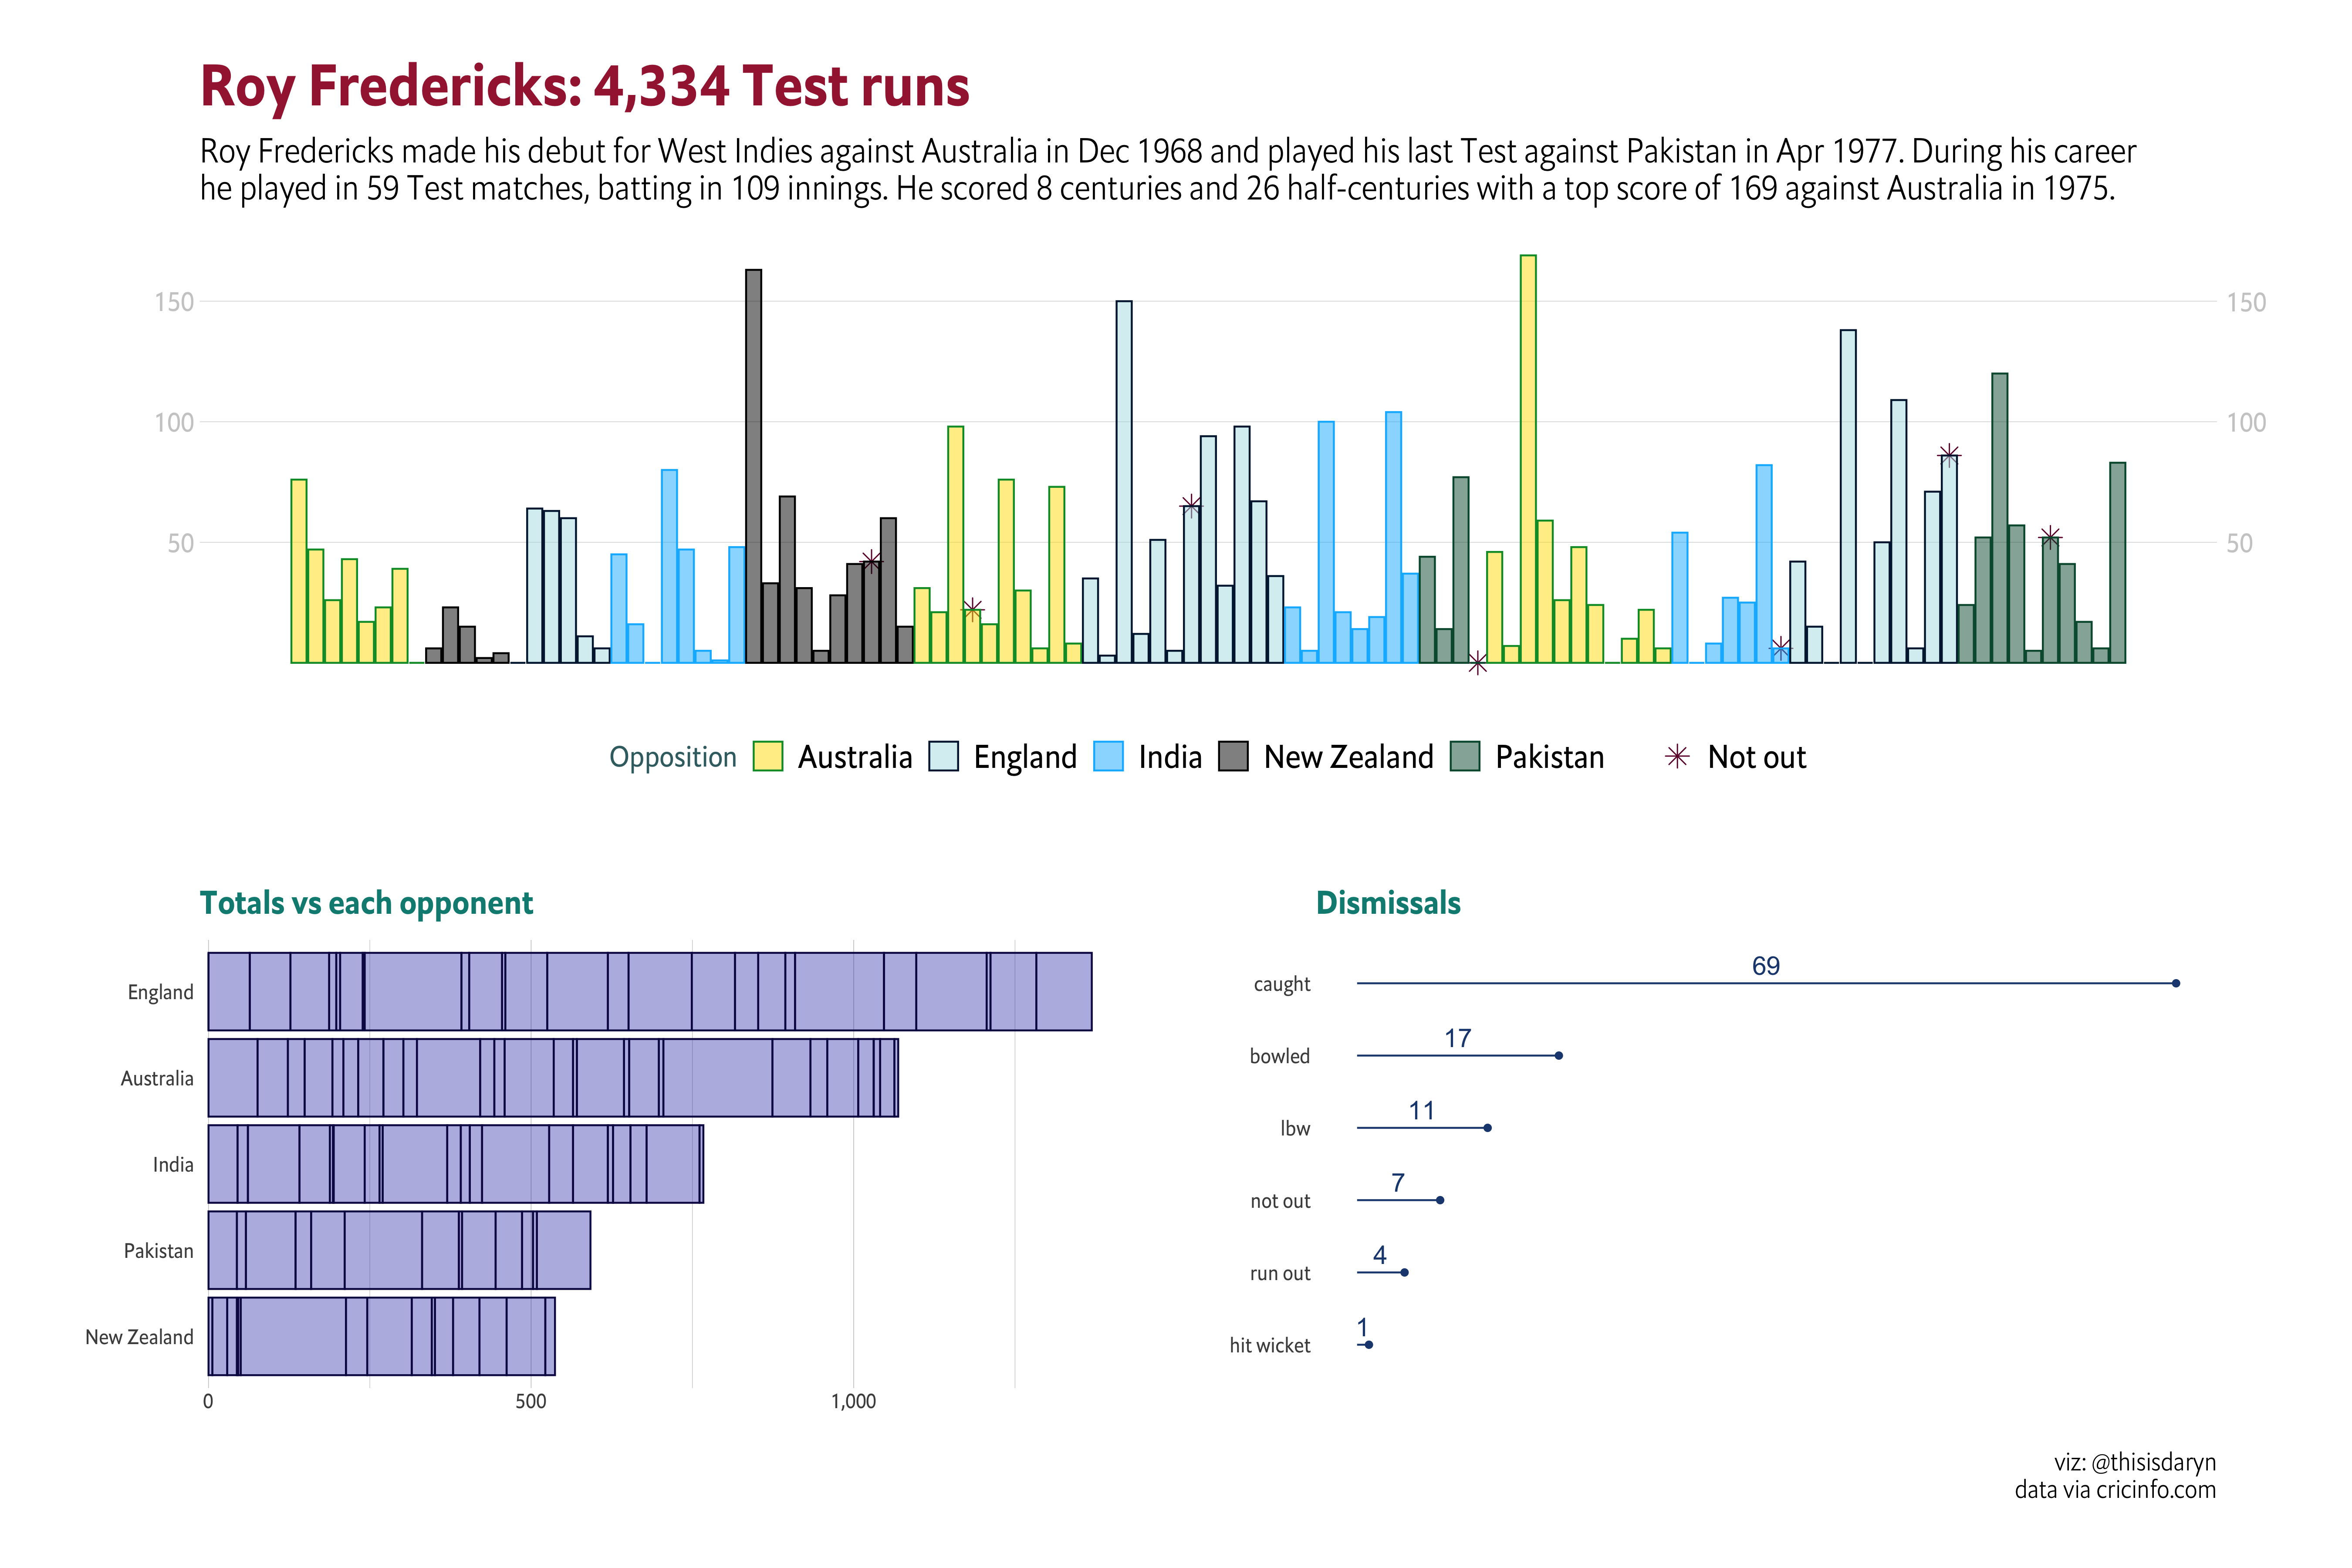 Roy Fredericks: 4,334 Test runs
Roy Fredericks made his debut for West Indies against Australia in Dec 1968 and played his last Test against Pakistan in Apr 1977. During his career
he played in 59 Test matches, batting in 109 innings. He scored 8 centuries and 26 half-centuries with a top score of 169 against Australia in 1975.
150 150
100 100
50 50
Opposition Australia England India New Zealand Pakistan Not out
Totals vs each opponent
England
Australia
India
Pakistan
New Zealand
0 500 1,000
Dismissals
caught 69
bowled 17
lbw 11
not out 7
run out 4
hit wicket 1
viz: @thisisdaryn
data via cricinfo.com